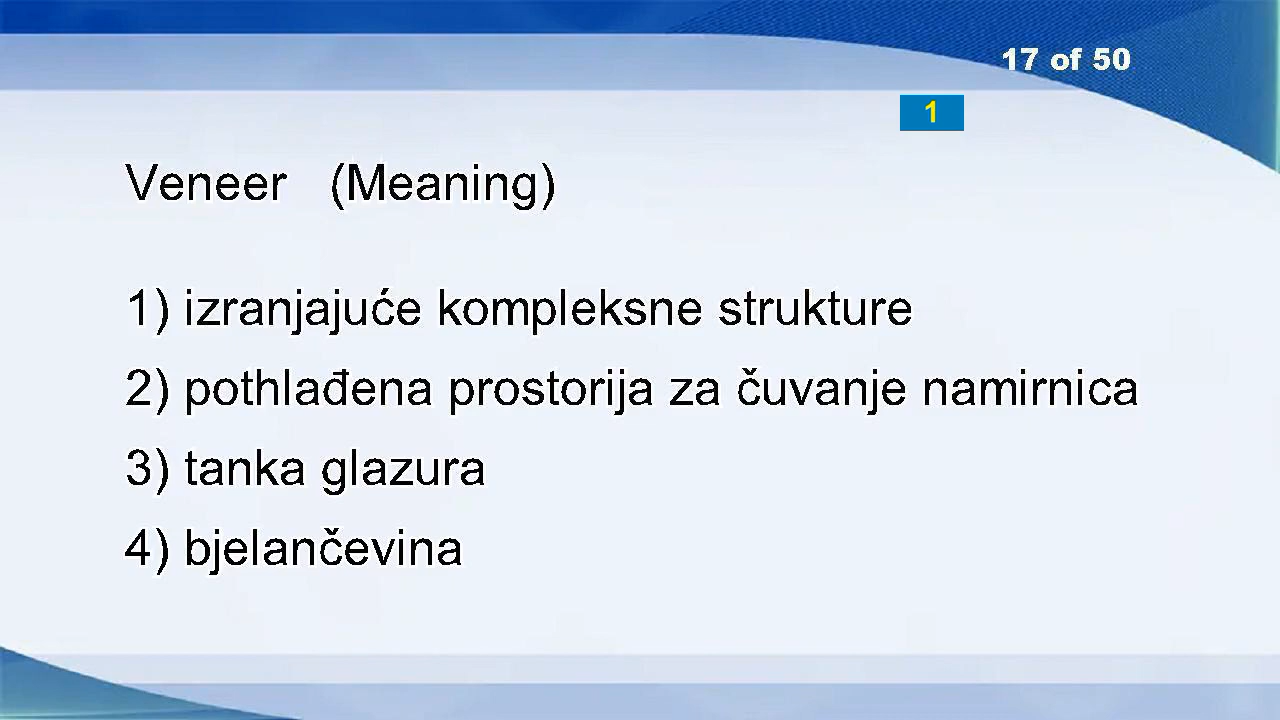 17 of 50
1
Veneer (Meaning)
1) izranjajuće kompleksne strukture
2) pothlađena prostorija za čuvanje namirnica
3) tanka glazura
4) bjelančevina